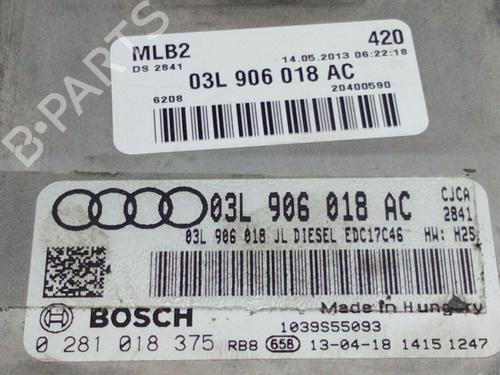 MLB2
DS 2841
14.05.2013 06:22:18
420
03L 906 018 AC
6208
20400590
B-PARTS
03L 906 018 AC
CJCA
2841
03L 906 018 JL DIESEL EDC17C46
HW: H25
Made in Hungary
BOSCH
1039S55093
0 281 018 375
RB8 658 13-04-18 1415 1247